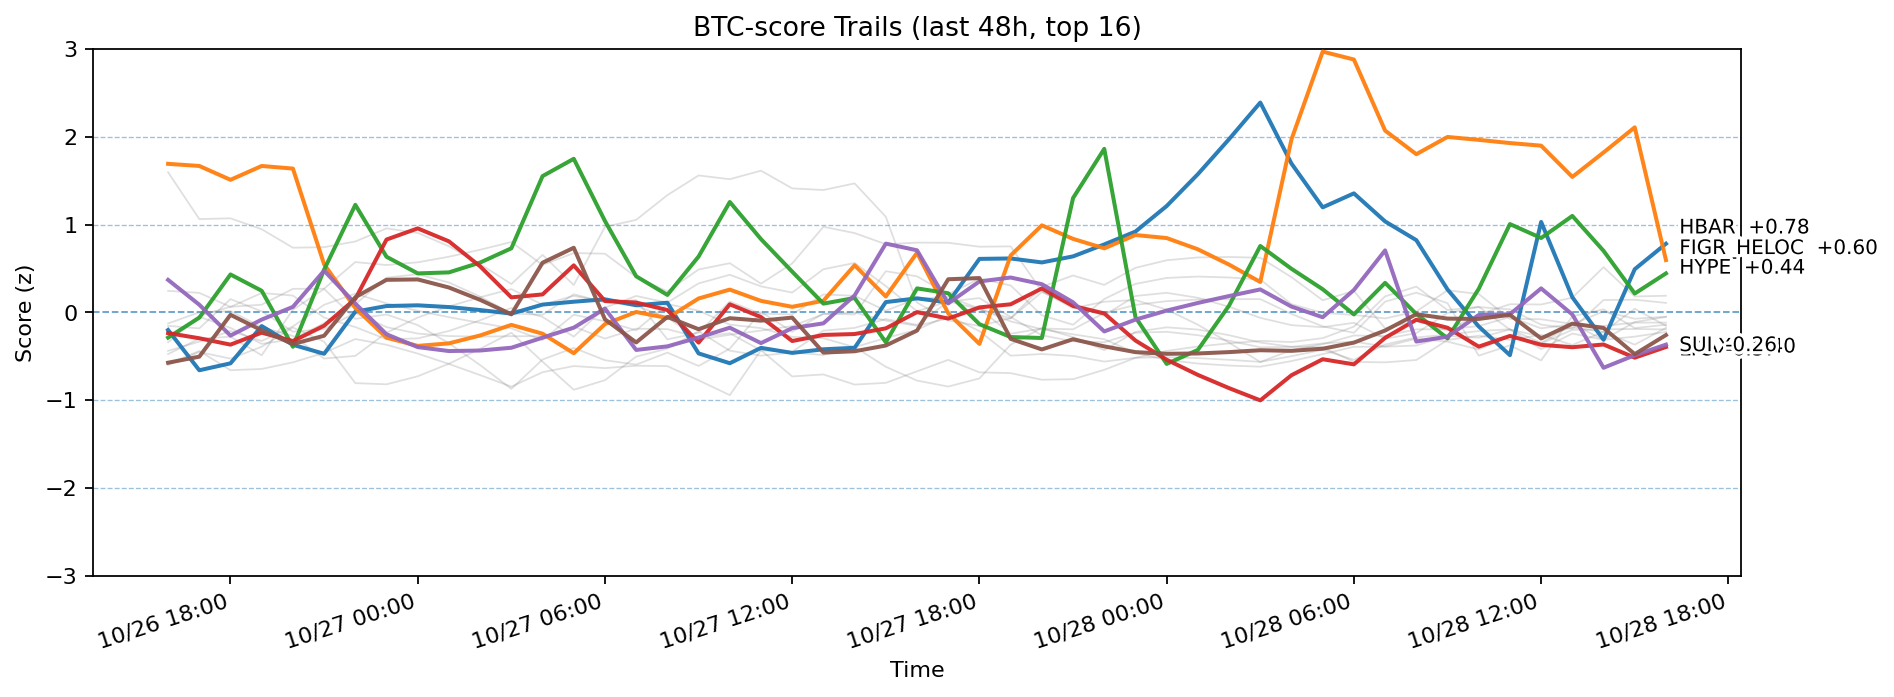 BTC-score Trails (last 48h, top 16)
Score (z)
3
2
1
0
−1
−2
−3
HBAR +0.78
FIGR_HELOC +0.60
HYPE +0.44
SUI -0.26
10/26 18:00
10/27 00:00
10/27 06:00
10/27 12:00
10/27 18:00
10/28 00:00
10/28 06:00
10/28 12:00
10/28 18:00
Time